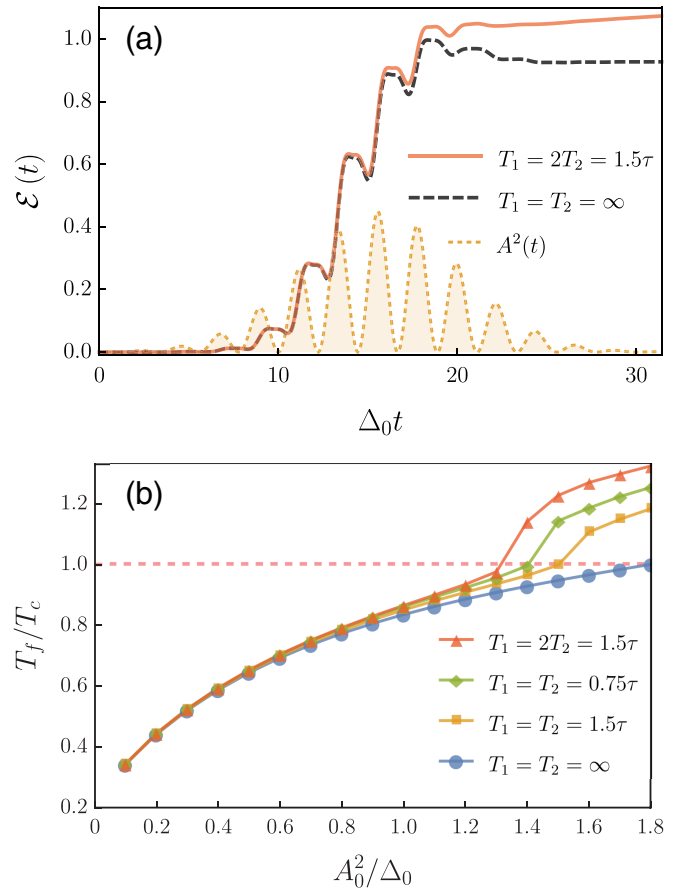 (a)
1.0
0.8
0.6
0.4
0.2
0.0
ℰ(t)
T₁ = 2T₂ = 1.5τ
T₁ = T₂ = ∞
A²(t)
0 10 20 30
Δ₀t
(b)
1.2
1.0
0.8
0.6
0.4
0.2
T_f/T_c
T₁ = 2T₂ = 1.5τ
T₁ = T₂ = 0.75τ
T₁ = T₂ = 1.5τ
T₁ = T₂ = ∞
0 0.2 0.4 0.6 0.8 1.0 1.2 1.4 1.6 1.8
A₀²/Δ₀